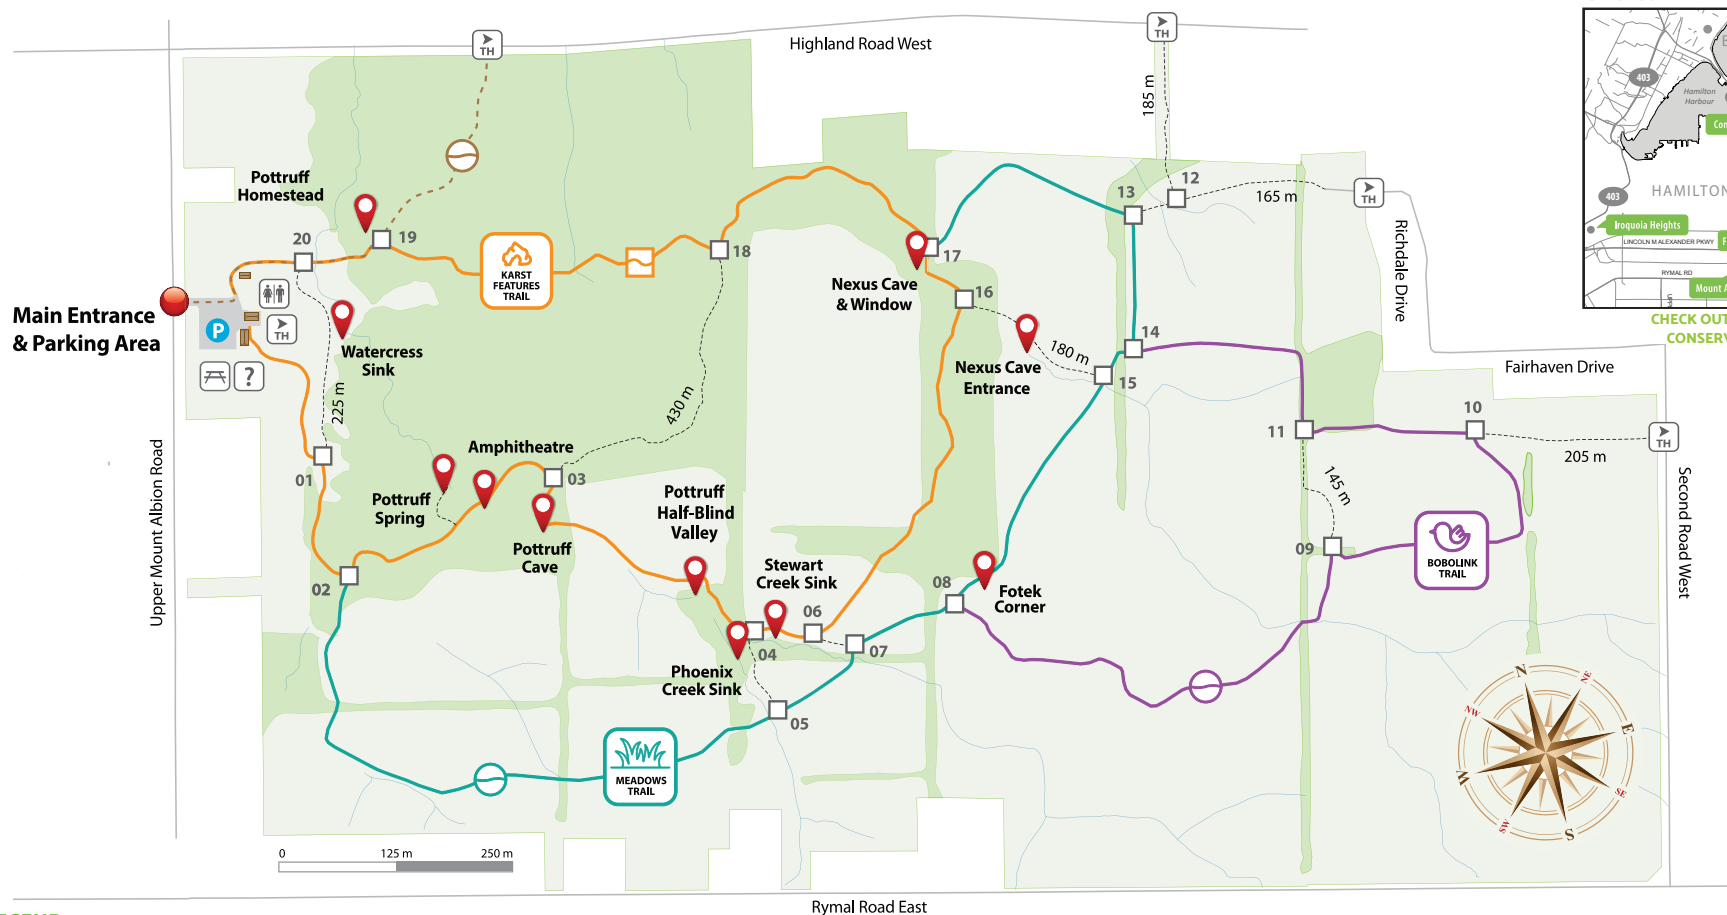 Highland Road West
TH
TH
185 m
403
Hamilton
Harbour
403
HAMILTON
Iroquoia Heights
LINCOLN M ALEXANDER PKWY
RYMAL RD
Mount A
CHECK OUT
CONSERV
Pottruff
Homestead
20
19
18
17
16
13
12
165 m
TH
Richdale Drive
KARST
FEATURES
TRAIL
Nexus Cave
& Window
Main Entrance
& Parking Area
P
TH
?
Watercress
Sink
225 m
430 m
180 m
14
15
Nexus Cave
Entrance
Fairhaven Drive
10
11
TH
205 m
145 m
Upper Mount Albion Road
01
Amphitheatre
03
Pottruff
Spring
Pottruff
Cave
Pottruff
Half-Blind
Valley
Stewart
Creek Sink
02
06
08
Fotek
Corner
09
BOBOLINK
TRAIL
Second Road West
04
07
Phoenix
Creek Sink
05
MEADOWS
TRAIL
N
NE
E
SE
S
SW
W
NW
0
125 m
250 m
Rymal Road East